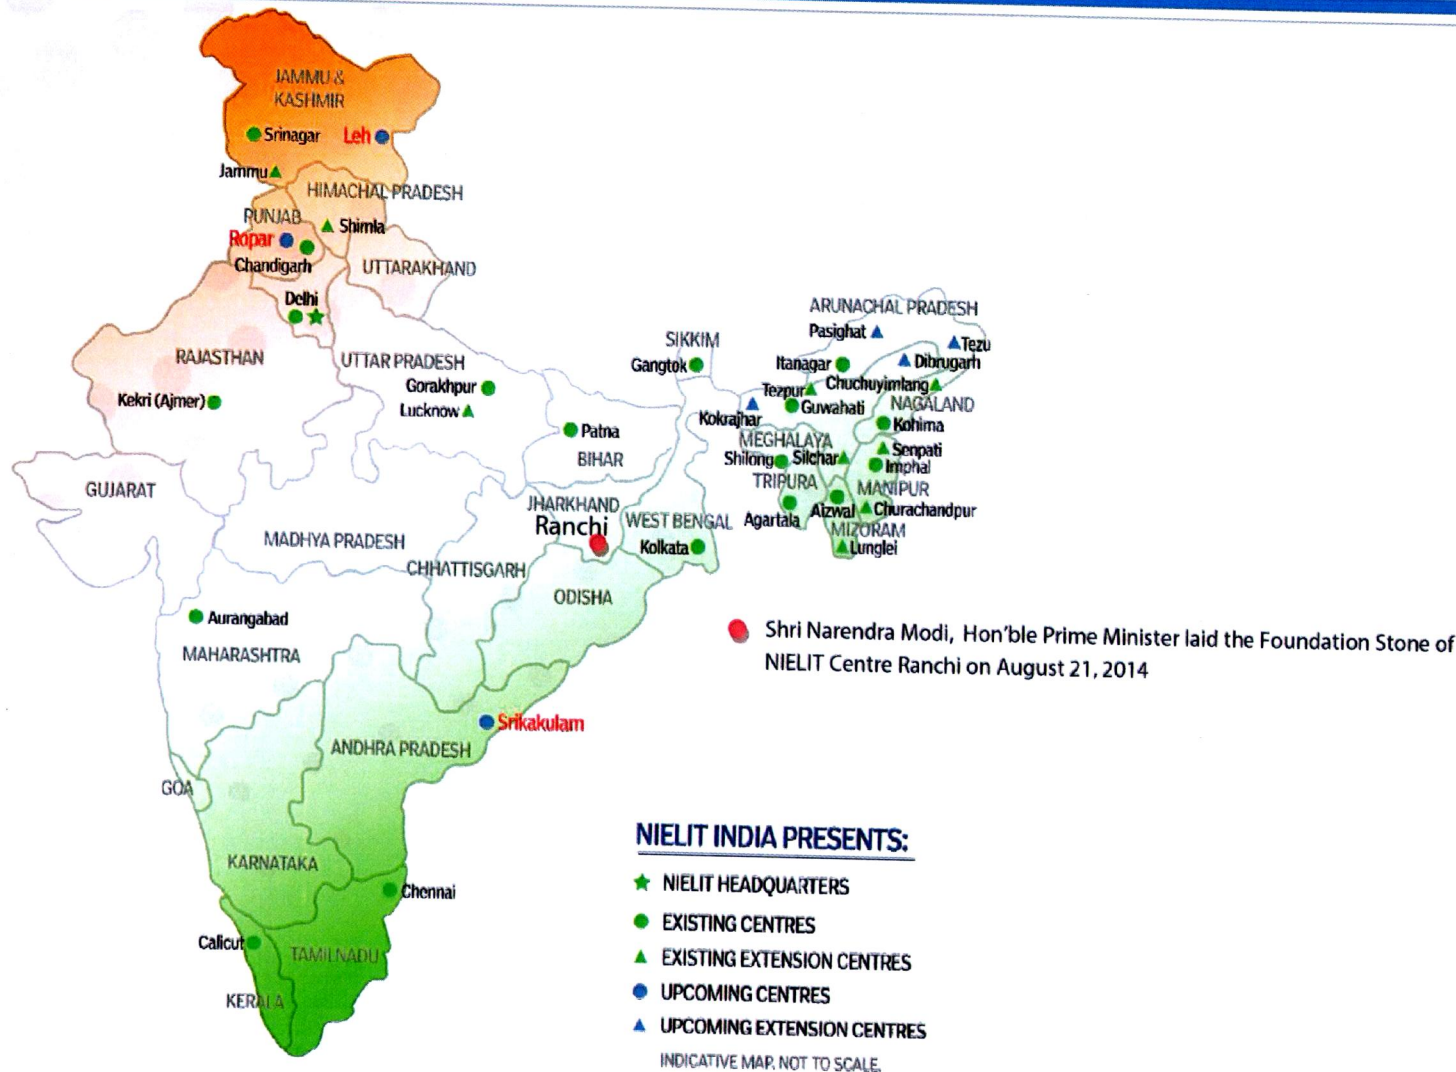 JAMMU &
KASHMIR
Srinagar
Leh
Jammu
HIMACHAL PRADESH
PUNJAB
Shimla
Ropar
Chandigarh
UTTARAKHAND
Delhi
RAJASTHAN
UTTAR PRADESH
Gorakhpur
Kekri (Ajmer)
Lucknow
SIKKIM
Gangtok
ARUNACHAL PRADESH
Pasighat
Tezu
Itanagar
Dibrugarh
Tezpur
Chuchuyimlang
Kokrajhar
Guwahati
NAGALAND
Kohima
Patna
BIHAR
MEGHALAYA
Shilong
Silchar
Senpati
Imphal
TRIPURA
MANIPUR
Agartala
Aizwal
Churachandpur
MIZORAM
Lunglei
GUJARAT
JHARKHAND
Ranchi
WEST BENGAL
Kolkata
MADHYA PRADESH
CHHATTISGARH
ODISHA
Aurangabad
MAHARASHTRA
Shri Narendra Modi, Hon'ble Prime Minister laid the Foundation Stone of
NIELIT Centre Ranchi on August 21, 2014
Srikakulam
ANDHRA PRADESH
GOA
KARNATAKA
Chennai
Calicut
TAMILNADU
KERALA
NIELIT INDIA PRESENTS:
NIELIT HEADQUARTERS
EXISTING CENTRES
EXISTING EXTENSION CENTRES
UPCOMING CENTRES
UPCOMING EXTENSION CENTRES
INDICATIVE MAP, NOT TO SCALE.